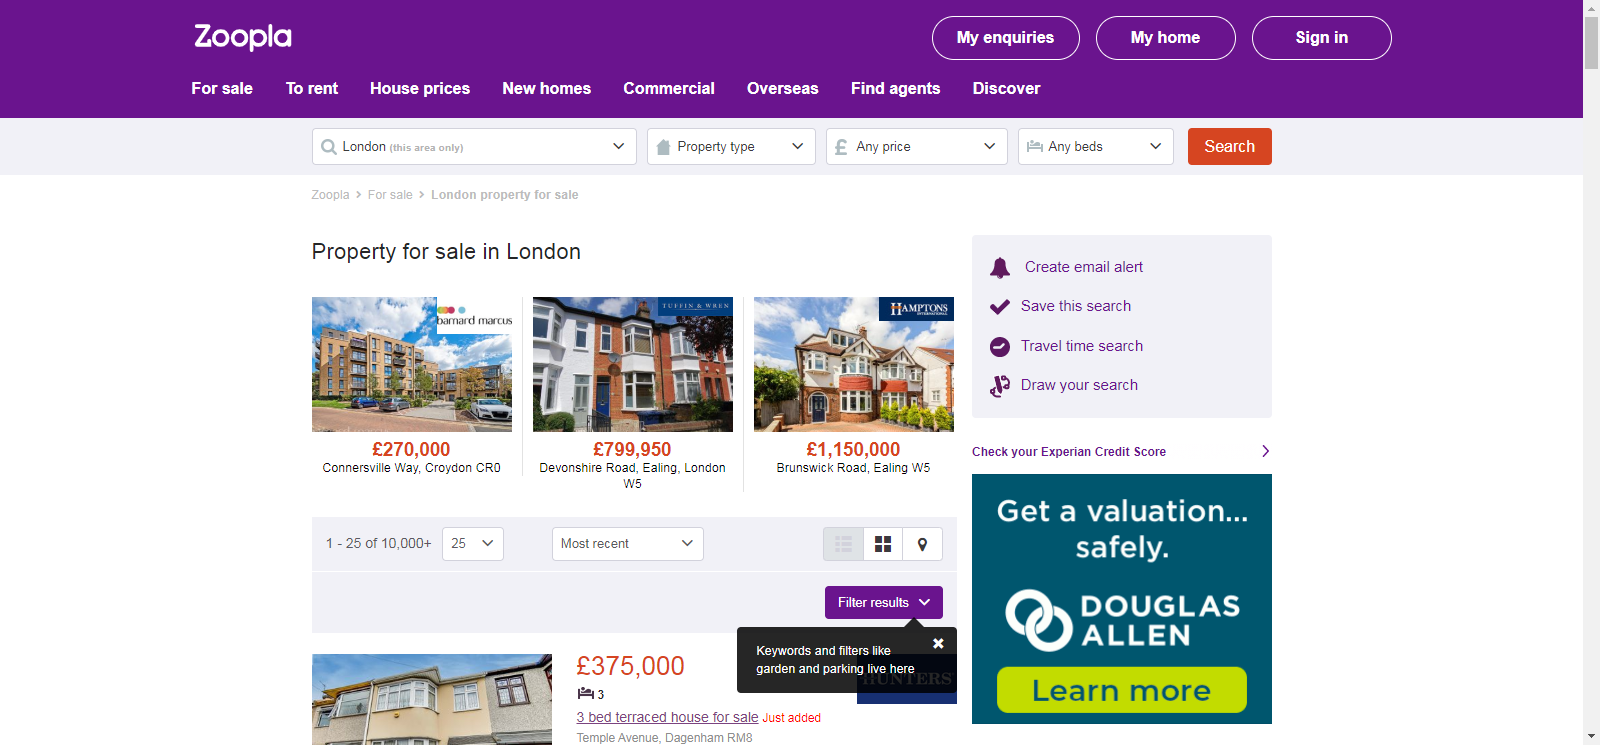 Zoopla
My enquiries
My home
Sign in
For sale
To rent
House prices
New homes
Commercial
Overseas
Find agents
Discover
London (this area only)
Property type
Any price
Any beds
Search
Zoopla
For sale
London property for sale
Property for sale in London
barnard marcus
TUFFIN & WREN
HAMPTONS
INTERNATIONAL
£270,000
Connersville Way, Croydon CR0
£799,950
Devonshire Road, Ealing, London
W5
£1,150,000
Brunswick Road, Ealing W5
Create email alert
Save this search
Travel time search
Draw your search
Check your Experian Credit Score
Get a valuation...
safely.
DOUGLAS
ALLEN
Learn more
1 - 25 of 10,000+
25
Most recent
Filter results
Keywords and filters like
garden and parking live here
HUNTERS
£375,000
3
3 bed terraced house for sale Just added
Temple Avenue, Dagenham RM8